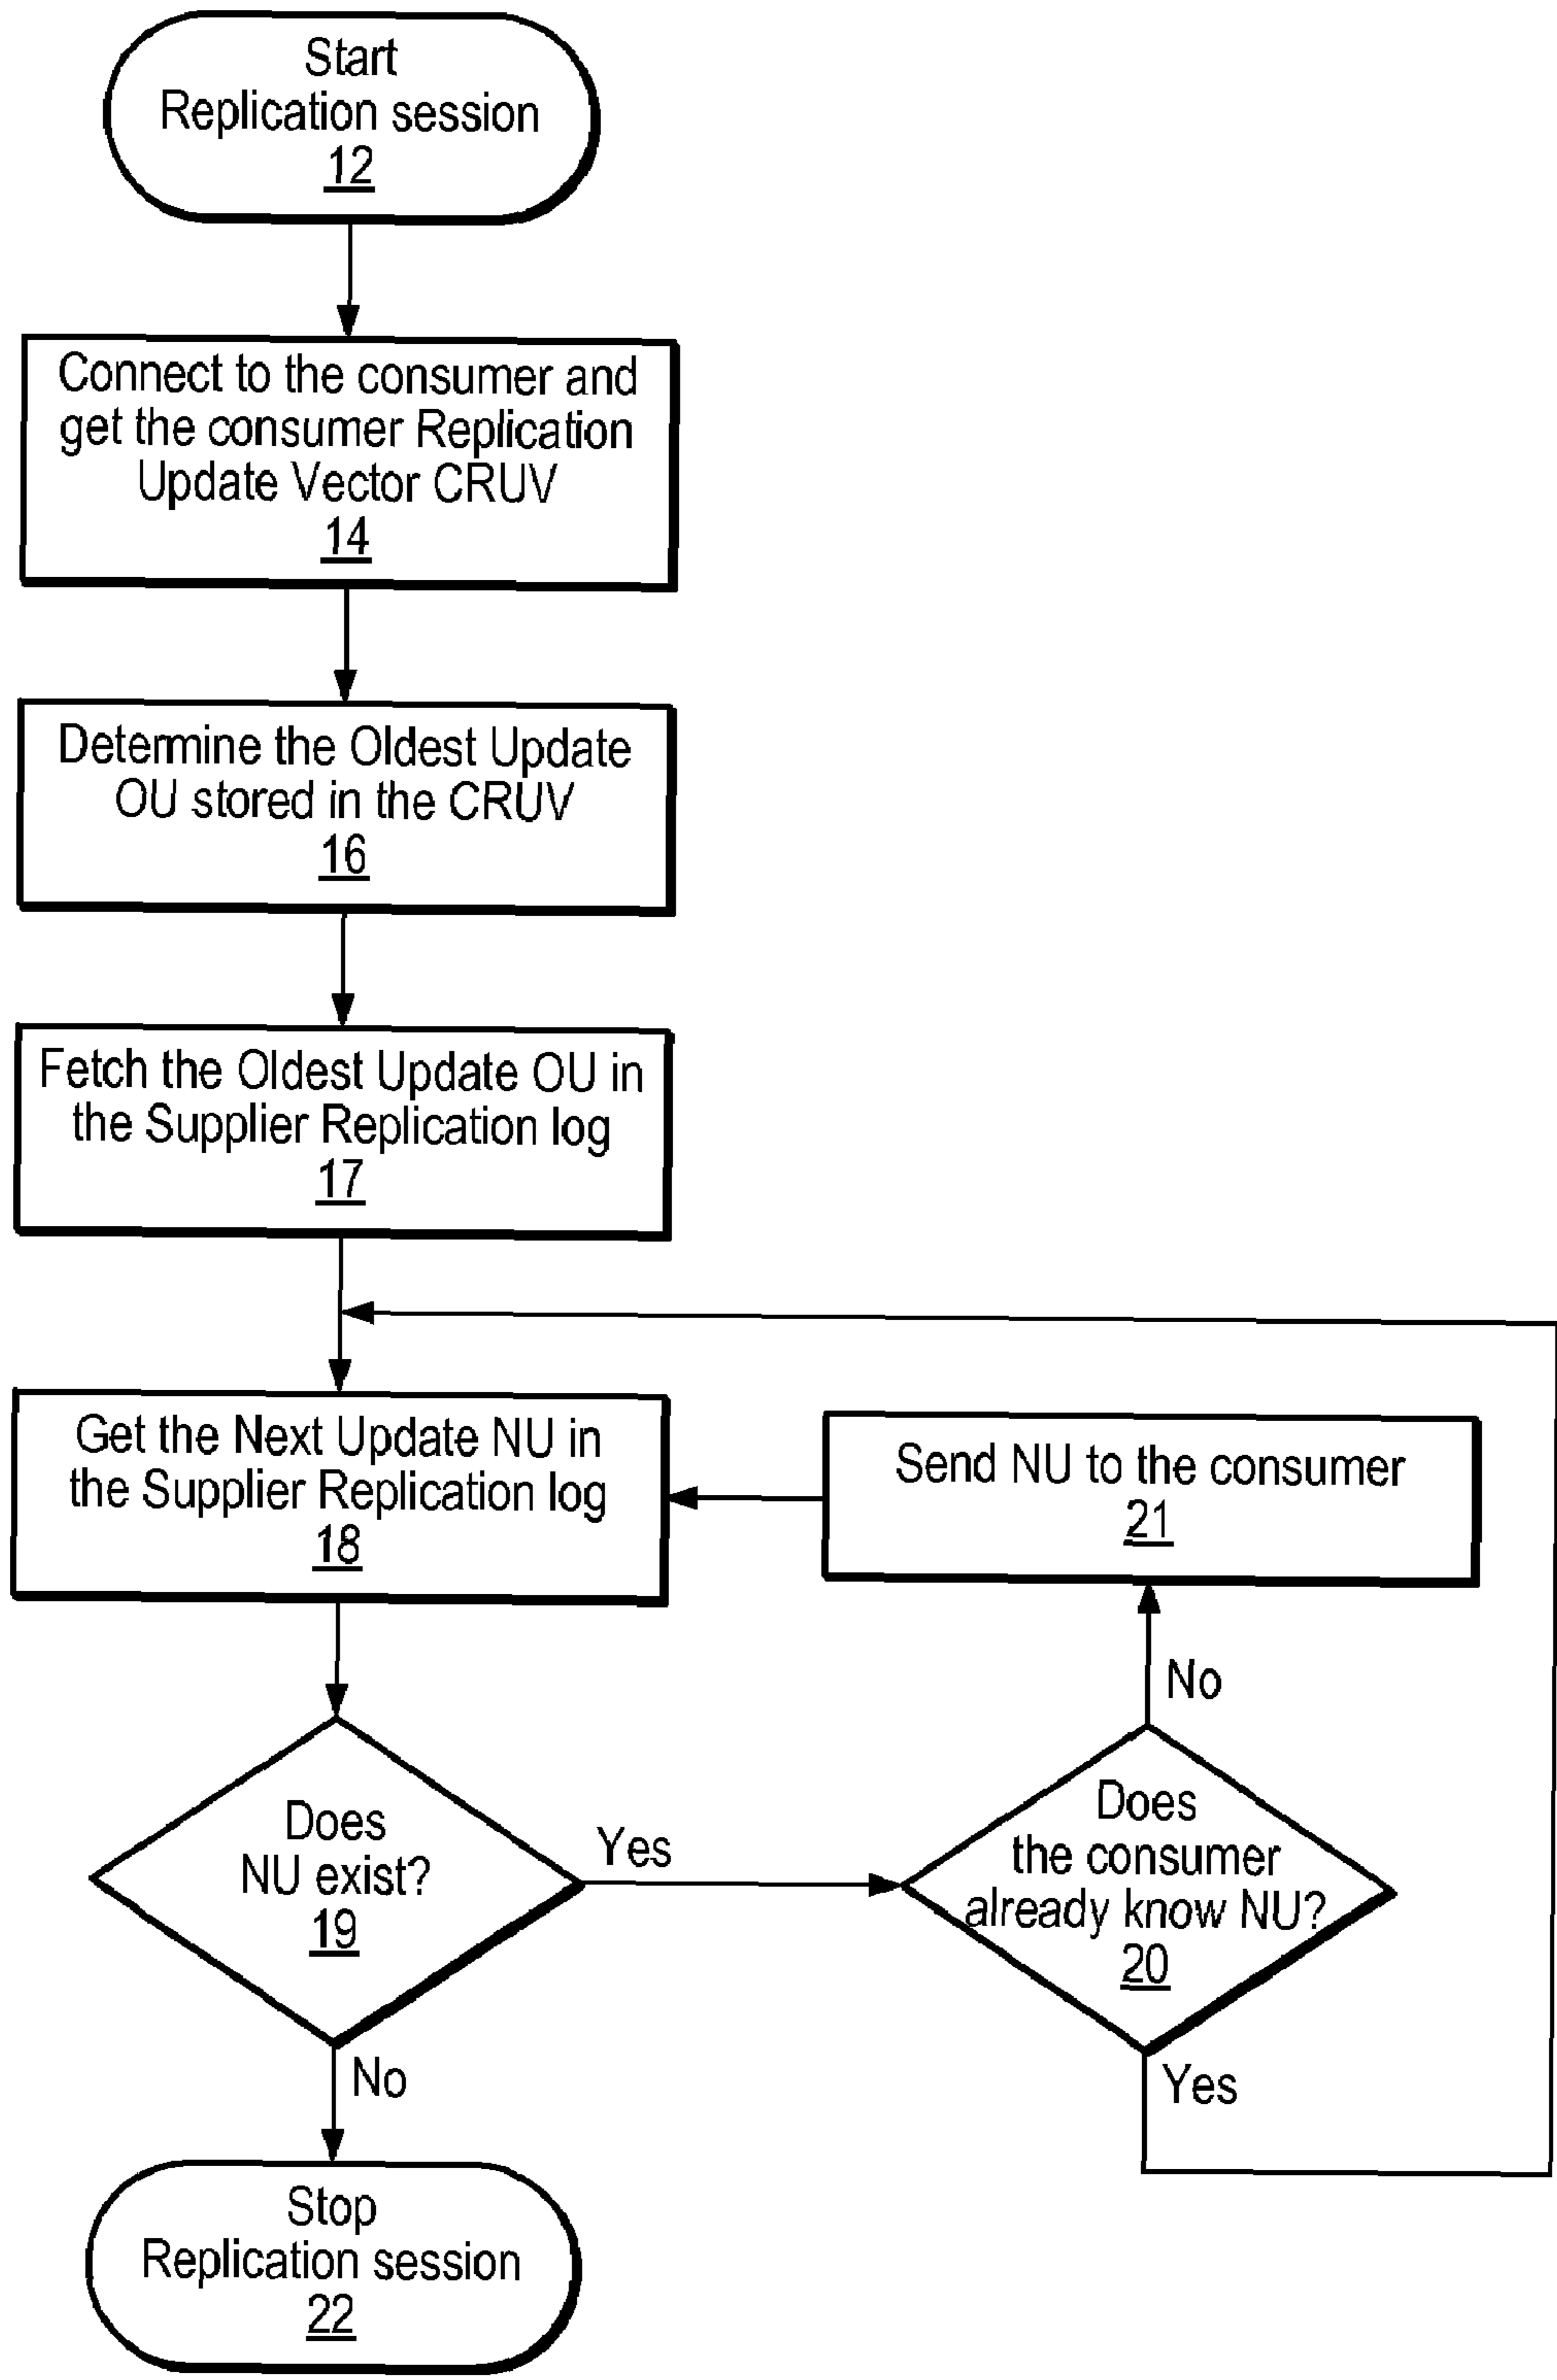 Start
Replication session
12
Connect to the consumer and
get the consumer Replication
Update Vector CRUV
14
Determine the Oldest Update
OU stored in the CRUV
16
Fetch the Oldest Update OU in
the Supplier Replication log
17
Get the Next Update NU in
the Supplier Replication log
18
Send NU to the consumer
21
No
Does
NU exist?
19
Yes
Does
the consumer
already know NU?
20
No
Yes
Stop
Replication session
22